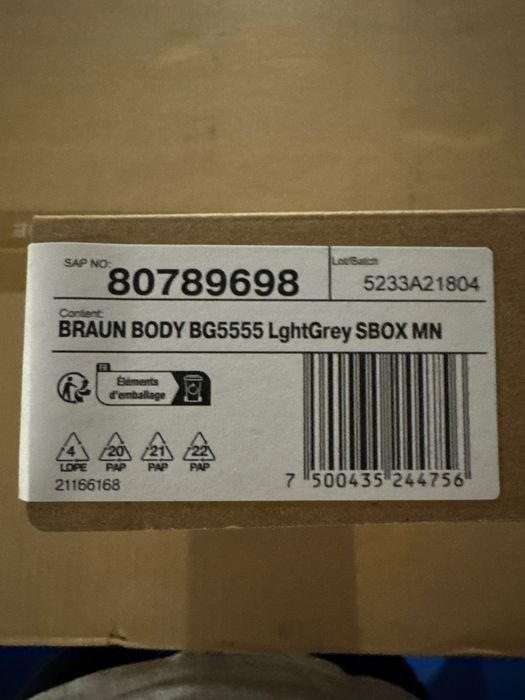 SAP NO:
80789698
Lot/Batch
5233A21804
Content:
BRAUN BODY BG5555 LghtGrey SBOX MN
FR
Éléments
d'emballage
4
LDPE
20
PAP
21
PAP
22
PAP
21166168
7 500435 244756